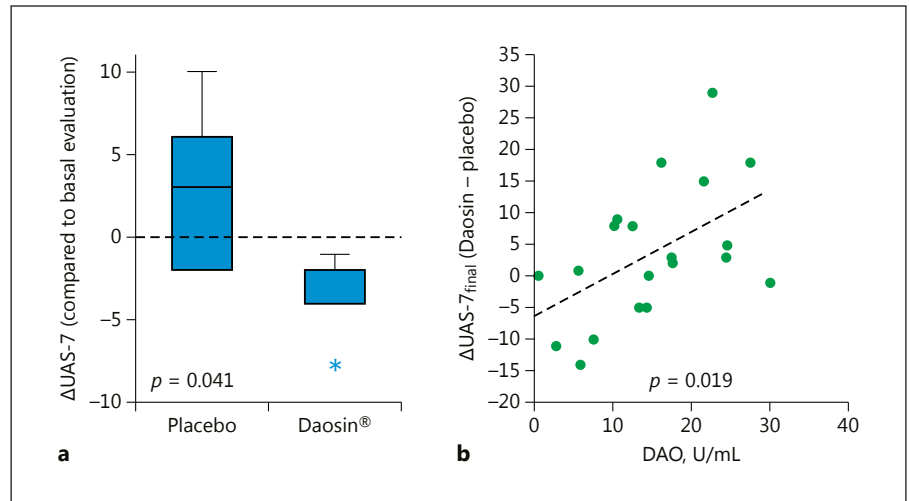 ΔUAS-7 (compared to basal evaluation)
10
5
0
–5
–10
*
p = 0.041
Placebo
Daosin®
a
ΔUAS-7final (Daosin – placebo)
35
30
25
20
15
10
5
0
–5
–10
–15
–20
p = 0.019
0
10
20
30
40
DAO, U/mL
b